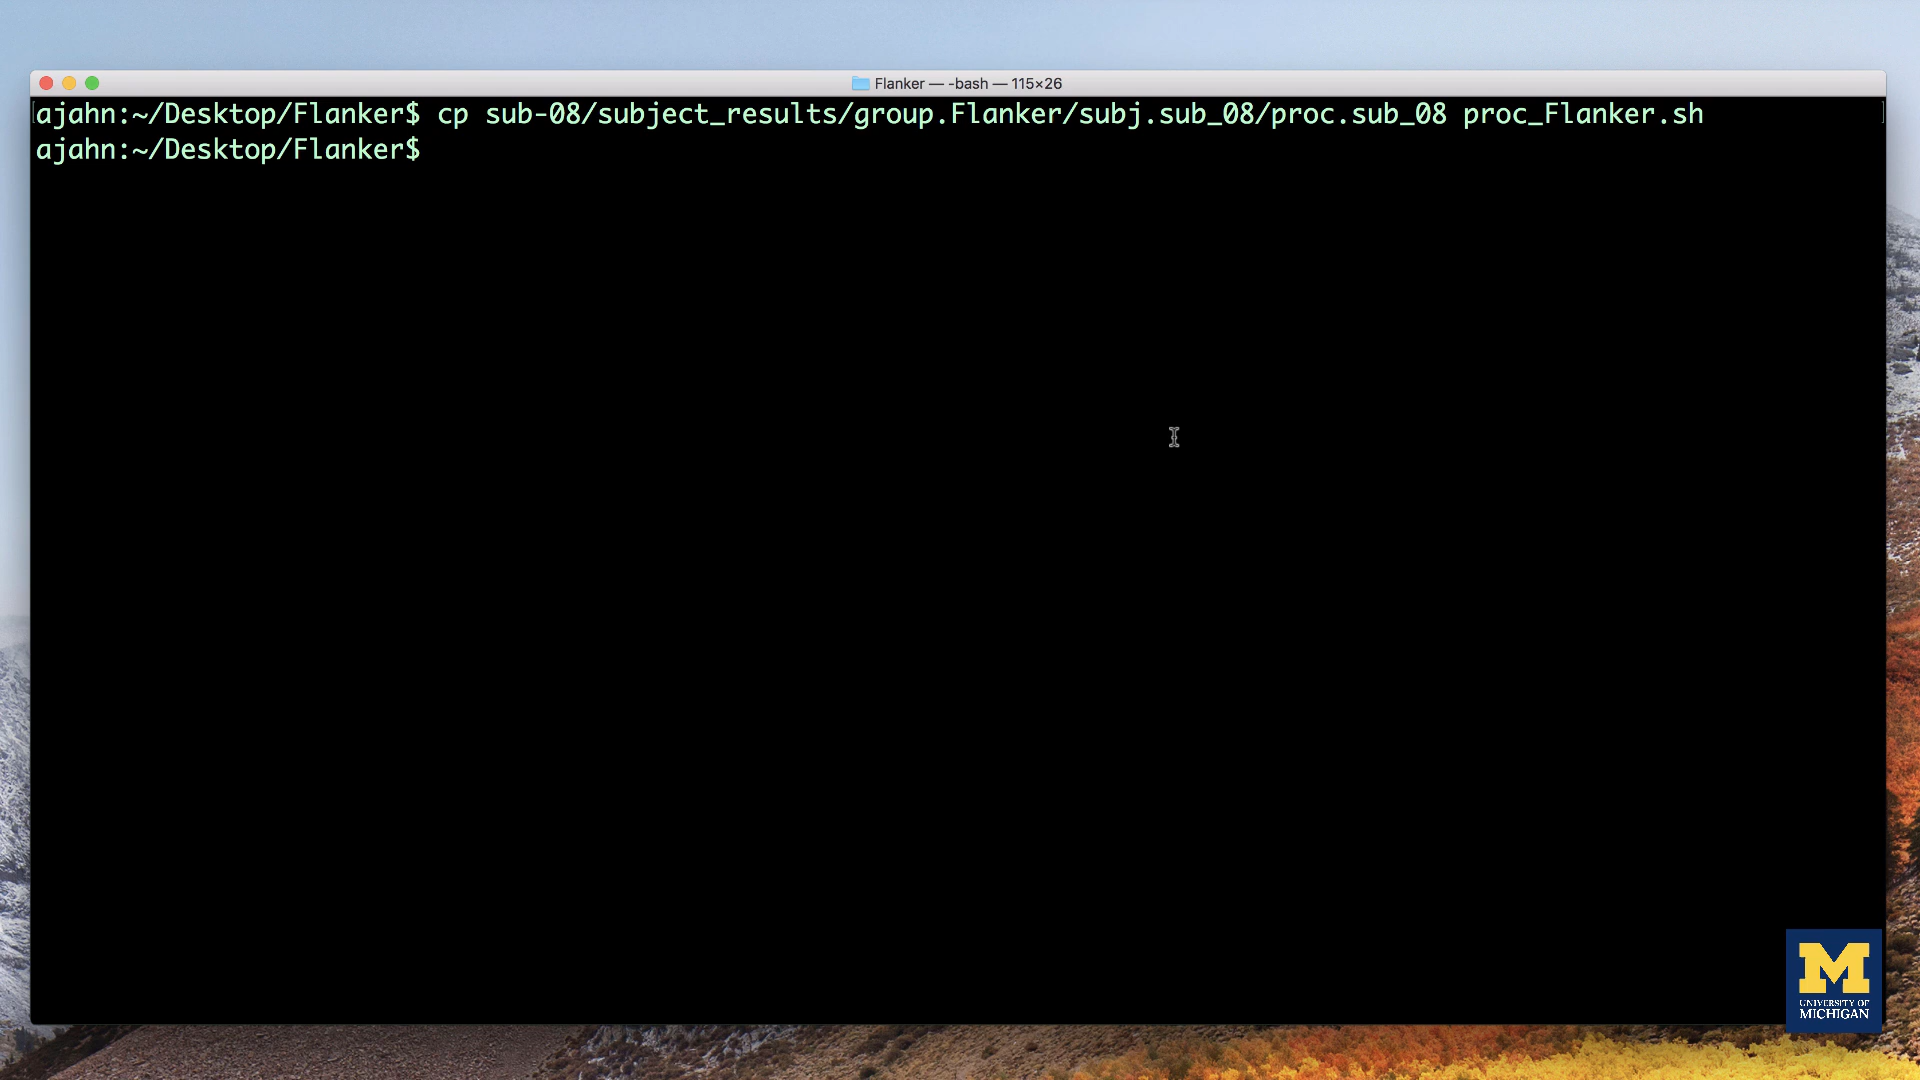 Flanker — -bash — 115×26
ajahn:~/Desktop/Flanker$ cp sub-08/subject_results/group.Flanker/subj.sub_08/proc.sub_08 proc_Flanker.sh
ajahn:~/Desktop/Flanker$
M
UNIVERSITY OF
MICHIGAN